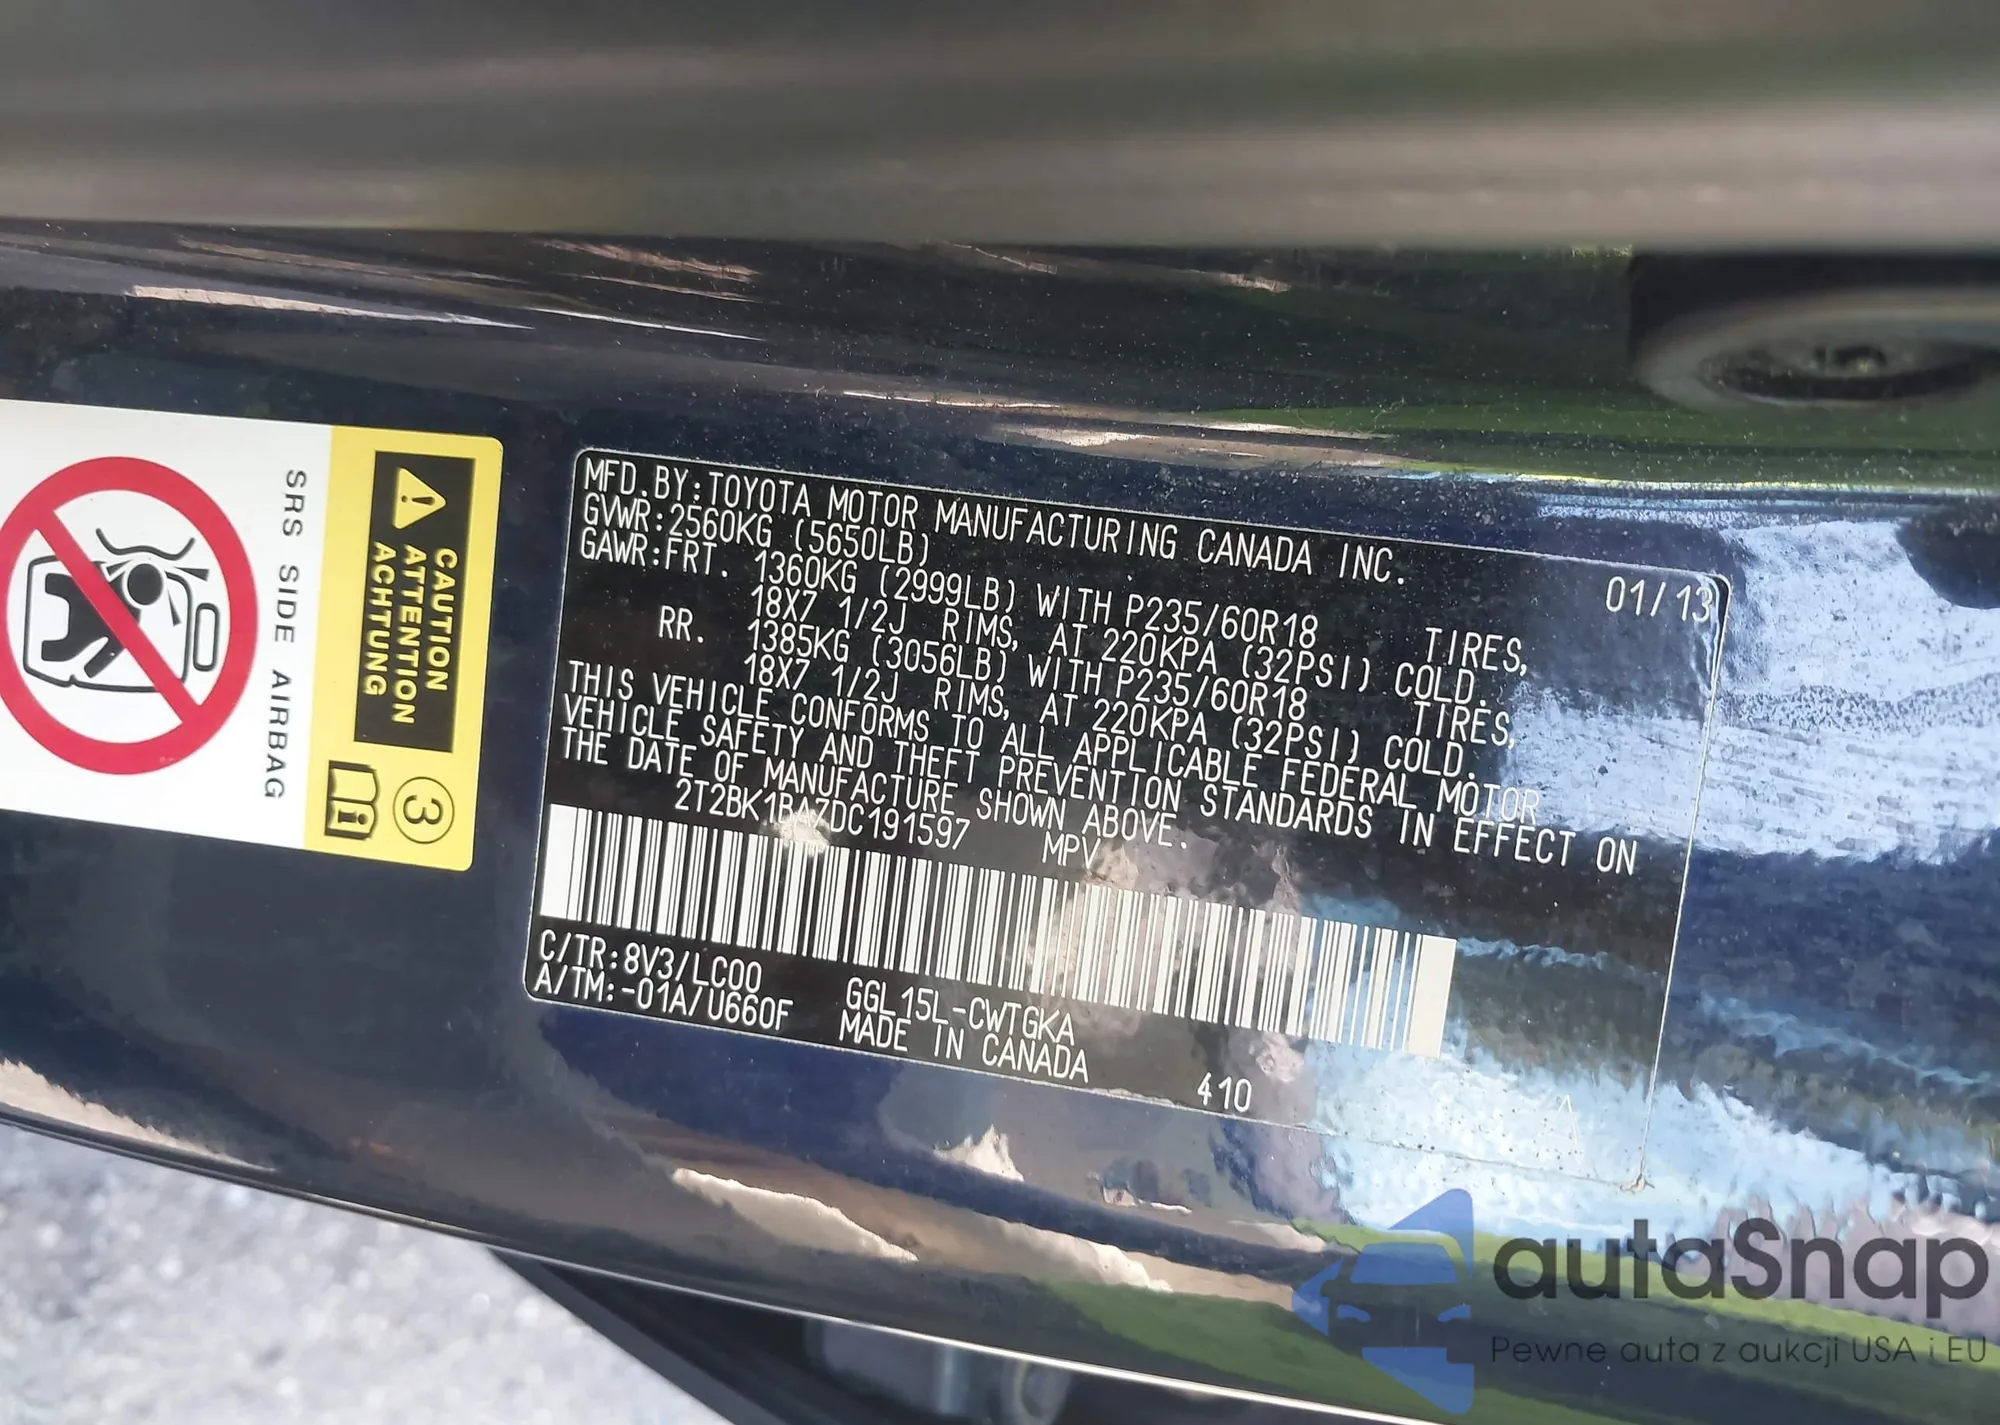 SRS SIDE AIRBAG
CAUTION
ATTENTION
ACHTUNG
3
MFD.BY:TOYOTA MOTOR MANUFACTURING CANADA INC. 01/13
GVWR:2560KG (5650LB)
GAWR:FRT. 1360KG (2999LB) WITH P235/60R18 TIRES,
18X7 1/2J RIMS, AT 220KPA (32PSI) COLD.
RR. 1385KG (3056LB) WITH P235/60R18 TIRES,
18X7 1/2J RIMS, AT 220KPA (32PSI) COLD.
THIS VEHICLE CONFORMS TO ALL APPLICABLE FEDERAL MOTOR
VEHICLE SAFETY AND THEFT PREVENTION STANDARDS IN EFFECT ON
THE DATE OF MANUFACTURE SHOWN ABOVE.
2T2BK1BA7DC191597 MPV
C/TR:8V3/LC00 GGL15L-CWTGKA
A/TM:-01A/U660F MADE IN CANADA 410
autaSnap
Pewne auta z aukcji USA i EU